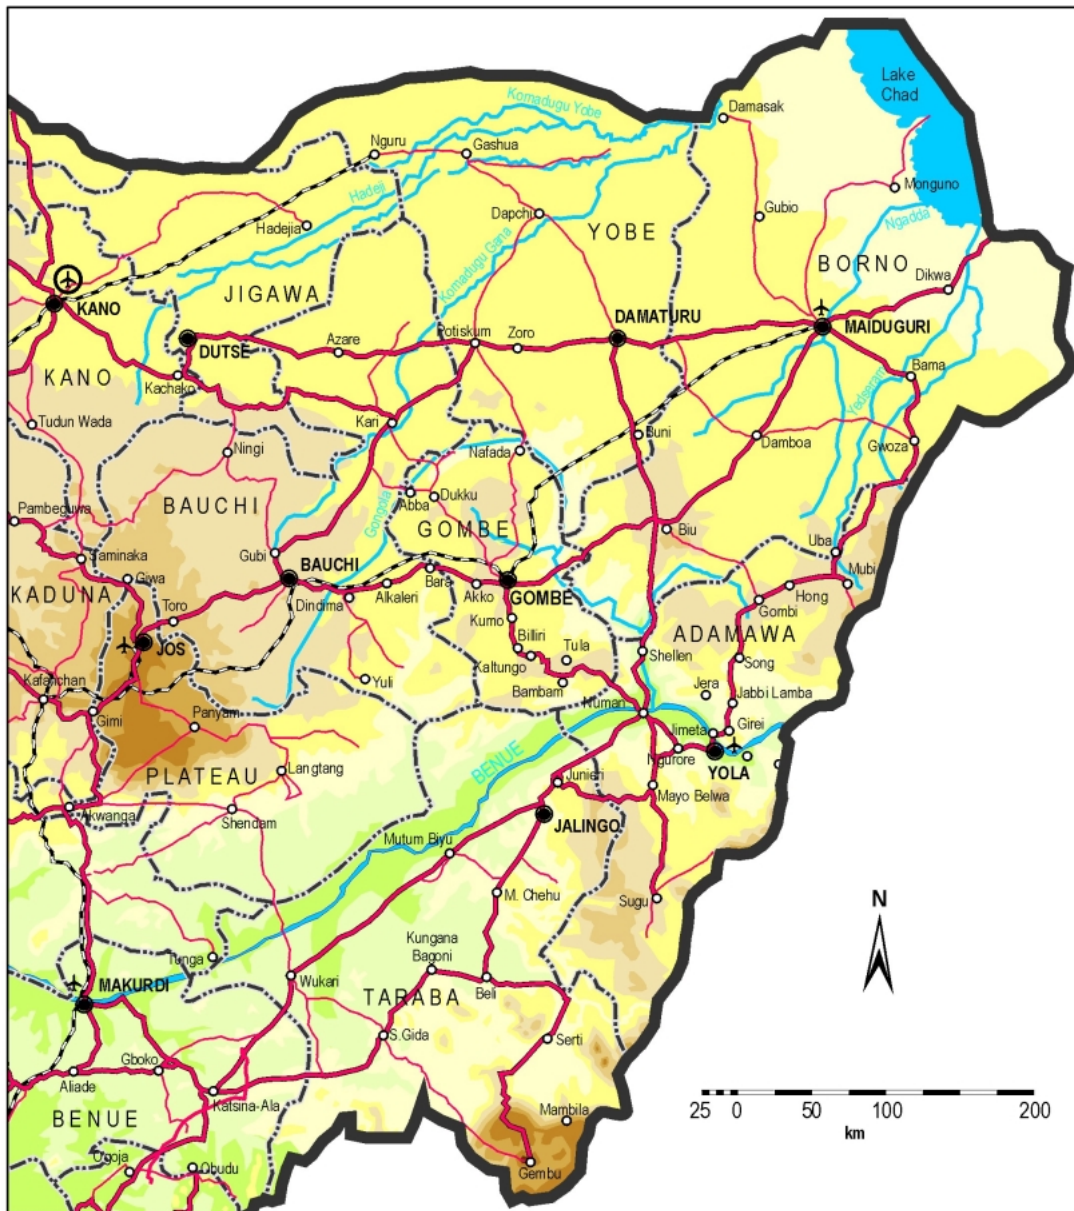 Lake
Chad
Komadugu Yobe
Damasak
Nguru
Gashua
Hadeji
Monguno
Dapchi
Gubio
Hadejia
Ngadda
YOBE
Komadugu Gana
BORNO
Dikwa
JIGAWA
KANO
DAMATURU
Potiskum
Zoro
MAIDUGURI
DUTSE
Azare
KANO
Kachako
Bama
Yedseram
Tudun Wada
Kari
Buni
Damboa
Gwoza
Ningi
Nafada
Gongola
Abba
Dukku
BAUCHI
Pambeguwa
GOMBE
Biu
Uba
Saminaka
Gubi
BAUCHI
Giwa
Bara
Mubi
KADUNA
Dindima
Alkaleri
Akko
GOMBE
Hong
Toro
Kumo
Gombi
JOS
Billiri
Tula
ADAMAWA
Kaltungo
Shellen
Song
Kafanchan
Yuli
Bambam
Jera
Jabbi Lamba
Gimi
Panyam
Numan
Jimeta
Girei
BENUE
Ngurore
YOLA
PLATEAU
Langtang
Junieri
Mayo Belwa
Akwanga
Shendam
JALINGO
Mutum Biyu
M. Chehu
Sugu
N
Kungana
Bagoni
Tunga
MAKURDI
Wukari
TARABA
Beli
S.Gida
Serti
Gboko
Aliade
Katsina-Ala
Mambila
25 0 50 100 200
km
BENUE
Ogoja
Obudu
Gembu